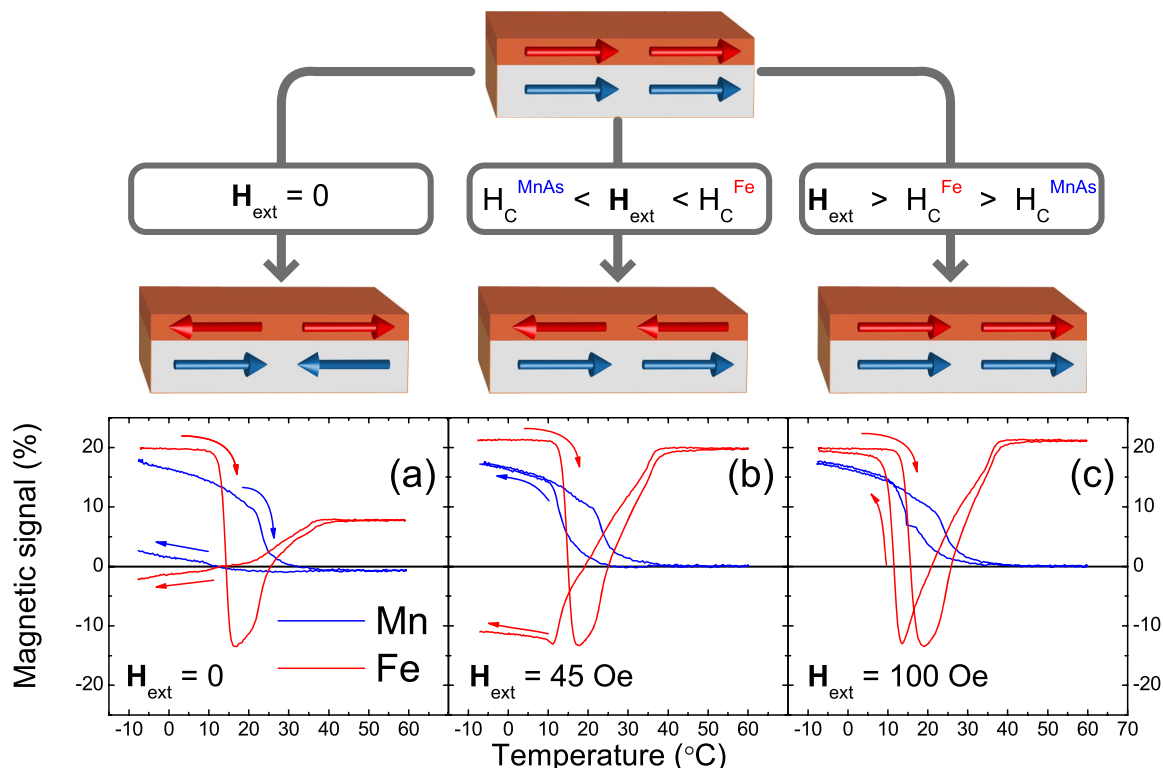 H_ext = 0
H_C^MnAs < H_ext < H_C^Fe
H_ext > H_C^Fe > H_C^MnAs
Magnetic signal (%)
20
10
0
-10
-20
(a)
(b)
(c)
20
10
0
-10
-20
Mn
Fe
H_ext = 0
H_ext = 45 Oe
H_ext = 100 Oe
-10 0 10 20 30 40 50 60
-10 0 10 20 30 40 50 60
-10 0 10 20 30 40 50 60 70
Temperature (°C)